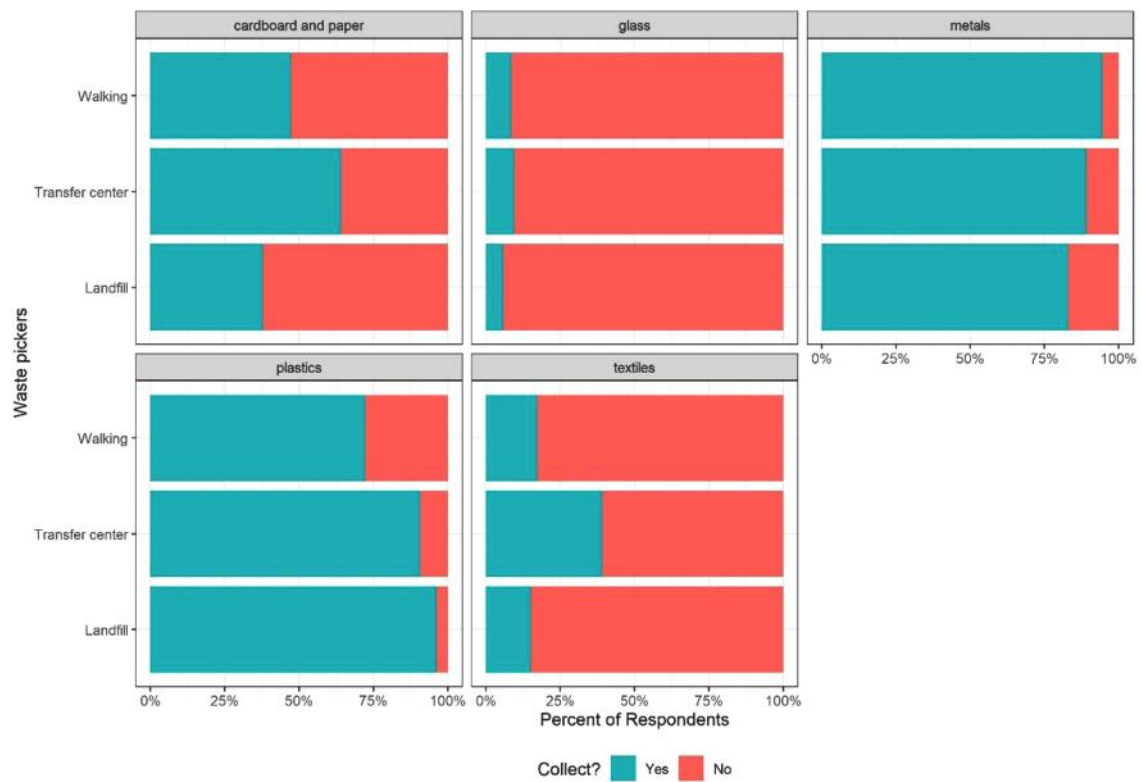 cardboard and paper
glass
metals
Walking
Transfer center
Landfill
0% 25% 50% 75% 100%
plastics
textiles
Walking
Transfer center
Landfill
0% 25% 50% 75% 100%
0% 25% 50% 75% 100%
Waste pickers
Percent of Respondents
Collect? Yes No